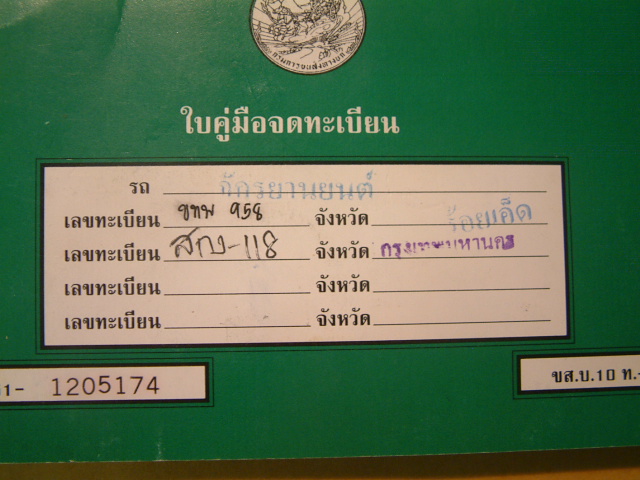 ใบคู่มือจดทะเบียน
รถ จักรยานยนต์
เลขทะเบียน ขทพ 958 จังหวัด ร้อยเอ็ด
เลขทะเบียน สกง-118 จังหวัด กรุงเทพมหานคร
เลขทะเบียน จังหวัด
เลขทะเบียน จังหวัด
1- 1205174
ขส.บ.10 ท.-